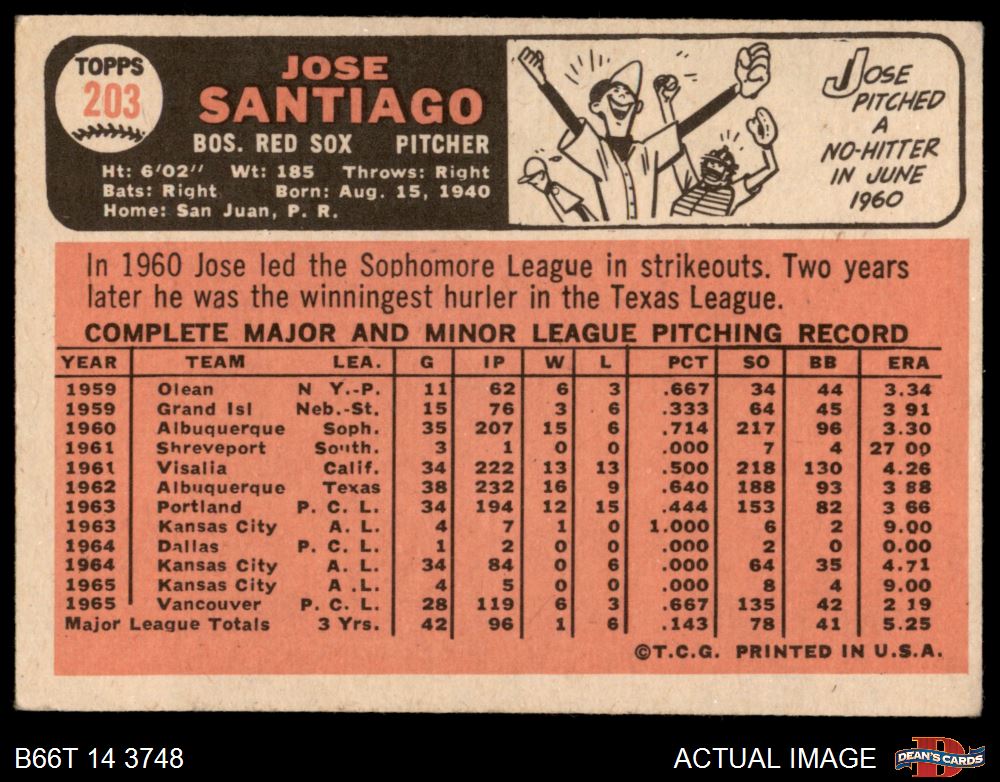 TOPPS
203
JOSE
SANTIAGO
BOS. RED SOX PITCHER
Ht: 6'02" Wt: 185 Throws: Right
Bats: Right Born: Aug. 15, 1940
Home: San Juan, P. R.
JOSE
PITCHED
A
NO-HITTER
IN JUNE
1960
In 1960 Jose led the Sophomore League in strikeouts. Two years
later he was the winningest hurler in the Texas League.
COMPLETE MAJOR AND MINOR LEAGUE PITCHING RECORD
YEAR TEAM LEA. G IP W L PCT SO BB ERA
1959 Olean N Y.-P. 11 62 6 3 .667 34 44 3.34
1959 Grand Isl Neb.-St. 15 76 3 6 .333 64 45 3 91
1960 Albuquerque Soph. 35 207 15 6 .714 217 96 3.30
1961 Shreveport South. 3 1 0 0 .000 7 4 27 00
1961 Visalia Calif. 34 222 13 13 .500 218 130 4.26
1962 Albuquerque Texas 38 232 16 9 .640 188 93 3 88
1963 Portland P. C. L. 34 194 12 15 .444 153 82 3 66
1963 Kansas City A. L. 4 7 1 0 1.000 6 2 9.00
1964 Dallas P. C. L. 1 2 0 0 .000 2 0 0.00
1964 Kansas City A. L. 34 84 0 6 .000 64 35 4.71
1965 Kansas City A .L. 4 5 0 0 .000 8 4 9.00
1965 Vancouver P. C. L. 28 119 6 3 .667 135 42 2 19
Major League Totals 3 Yrs. 42 96 1 6 .143 78 41 5.25
©T.C.G. PRINTED IN U.S.A.
B66T 14 3748 ACTUAL IMAGE
D
DEAN'S CARDS